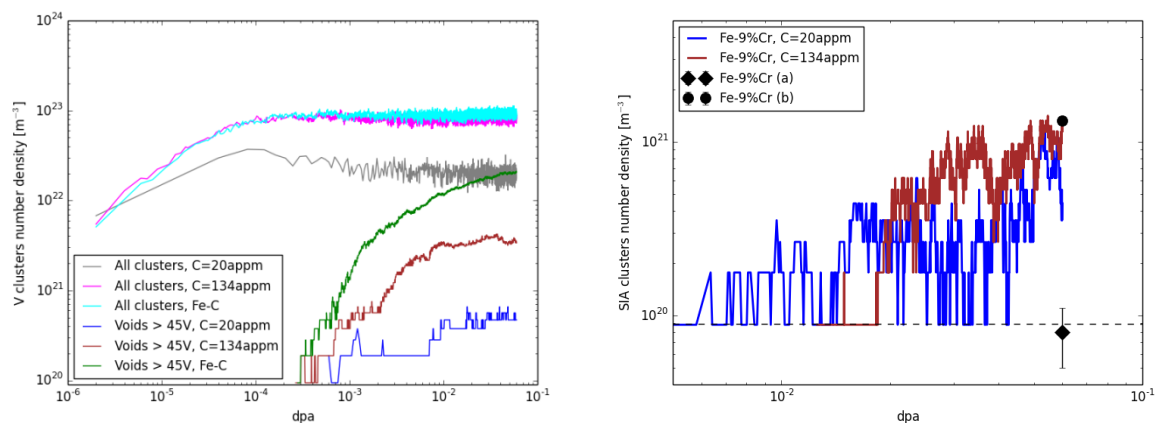 10^24
10^23
10^22
10^21
10^20
V clusters number density [m^-3]
All clusters, C=20appm
All clusters, C=134appm
All clusters, Fe-C
Voids > 45V, C=20appm
Voids > 45V, C=134appm
Voids > 45V, Fe-C
10^-6
10^-5
10^-4
10^-3
10^-2
10^-1
dpa
Fe-9%Cr, C=20appm
Fe-9%Cr, C=134appm
Fe-9%Cr (a)
Fe-9%Cr (b)
SIA clusters number density [m^-3]
10^21
10^20
10^-2
10^-1
dpa